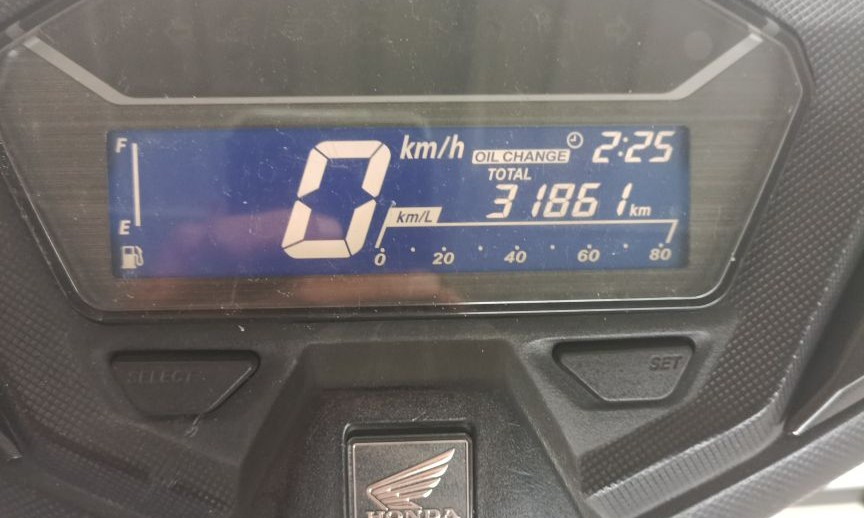 F
E
0 km/h
OIL CHANGE 2:25
TOTAL
31861 km
km/L
0 20 40 60 80
SELECT
SET
HONDA